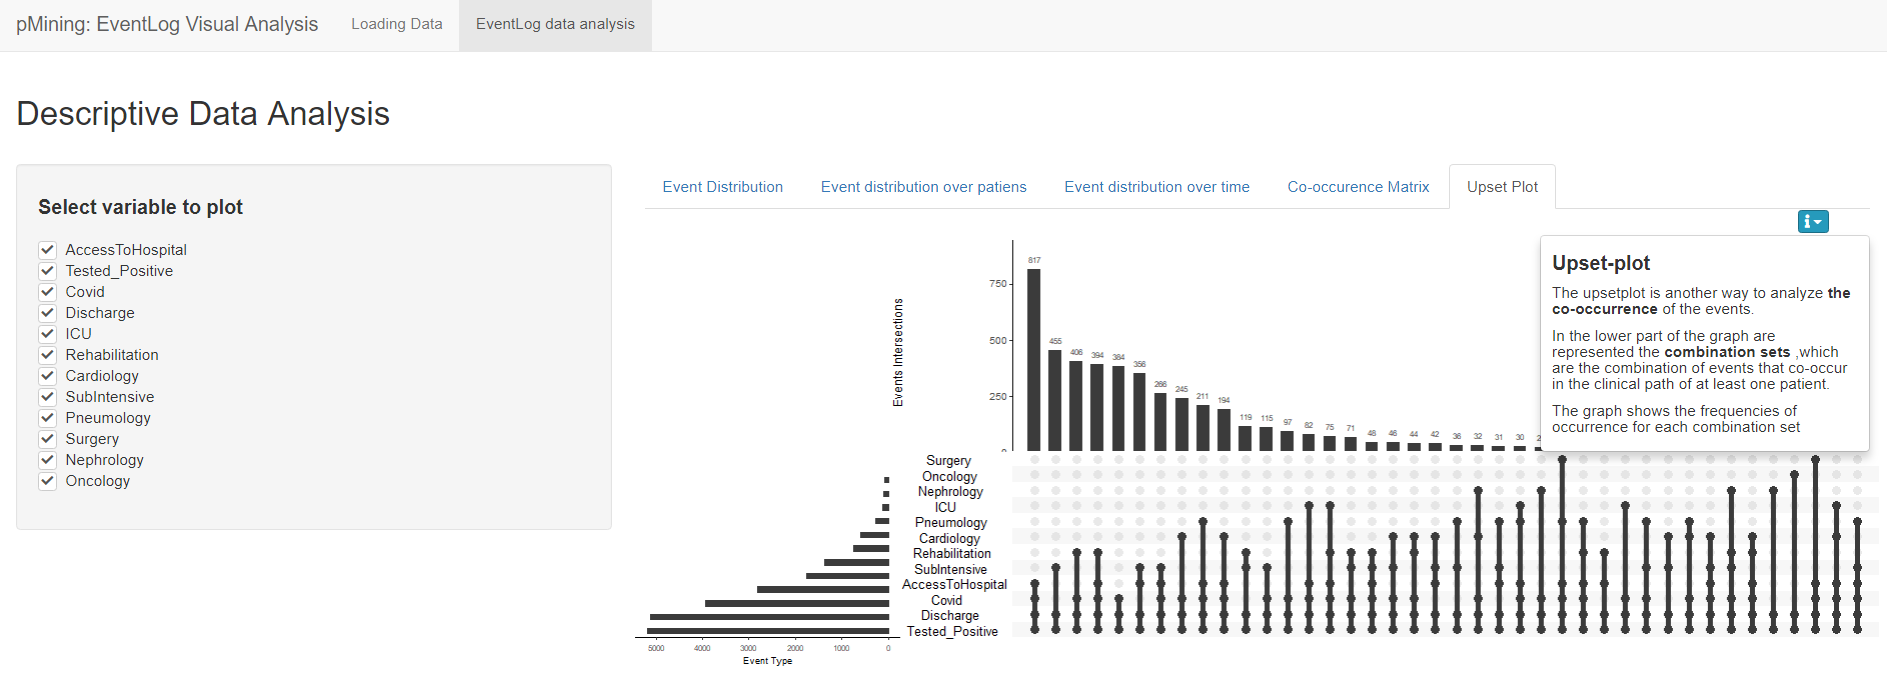 pMining: EventLog Visual Analysis Loading Data EventLog data analysis
Descriptive Data Analysis
Select variable to plot
AccessToHospital
Tested_Positive
Covid
Discharge
ICU
Rehabilitation
Cardiology
SubIntensive
Pneumology
Surgery
Nephrology
Oncology
Event Distribution Event distribution over patiens Event distribution over time Co-occurence Matrix Upset Plot
Upset-plot
The upsetplot is another way to analyze the
co-occurrence of the events.
In the lower part of the graph are
represented the combination sets ,which
are the combination of events that co-occur
in the clinical path of at least one patient.
The graph shows the frequencies of
occurrence for each combination set
Events Intersections
750
500
250
817 455 406 394 384 356 266 245 211 194 119 115 97 82 75 71 48 46 44 42 36 32 31 30
Surgery
Oncology
Nephrology
ICU
Pneumology
Cardiology
Rehabilitation
SubIntensive
AccessToHospital
Covid
Discharge
Tested_Positive
5000 4000 3000 2000 1000 0
Event Type